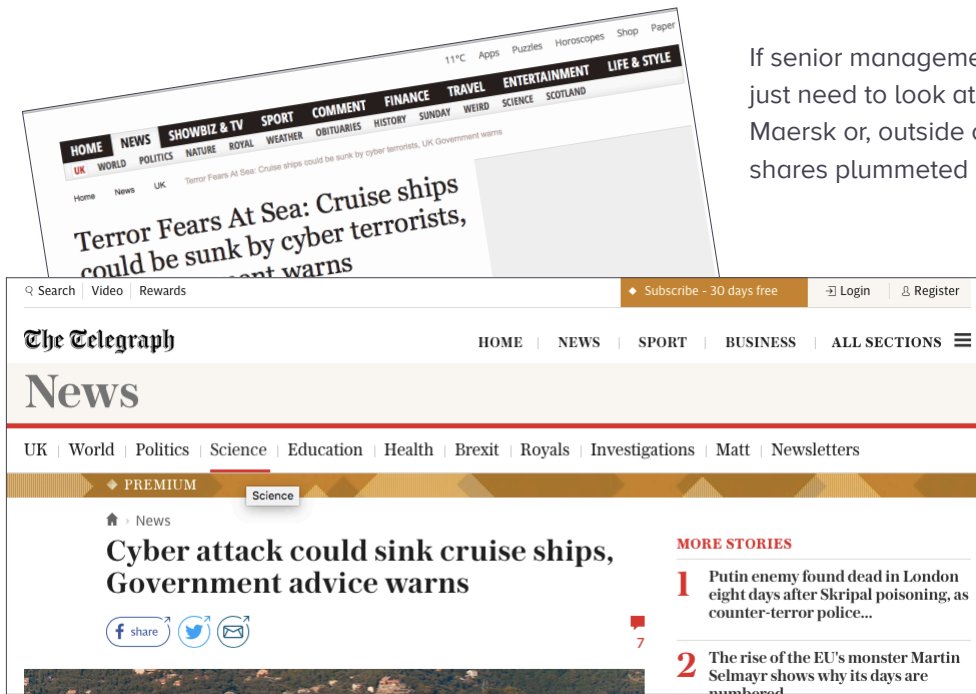 11°C Apps Puzzles Horoscopes Shop Paper
HOME NEWS SHOWBIZ & TV SPORT COMMENT FINANCE TRAVEL ENTERTAINMENT LIFE & STYLE
UK WORLD POLITICS NATURE ROYAL WEATHER OBITUARIES HISTORY SUNDAY WEIRD SCIENCE SCOTLAND
Home News UK Terror Fears At Sea: Cruise ships could be sunk by cyber terrorists, UK Government warns
Terror Fears At Sea: Cruise ships
could be sunk by cyber terrorists,
warns
If senior manageme
just need to look at
Maersk or, outside
shares plummeted
Search Video Rewards
Subscribe - 30 days free
Login Register
The Telegraph
HOME NEWS SPORT BUSINESS ALL SECTIONS
News
UK World Politics Science Education Health Brexit Royals Investigations Matt Newsletters
PREMIUM
Science
News
Cyber attack could sink cruise ships,
Government advice warns
share
7
MORE STORIES
1 Putin enemy found dead in London
eight days after Skripal poisoning, as
counter-terror police...
2 The rise of the EU's monster Martin
Selmayr shows why its days are
numbered